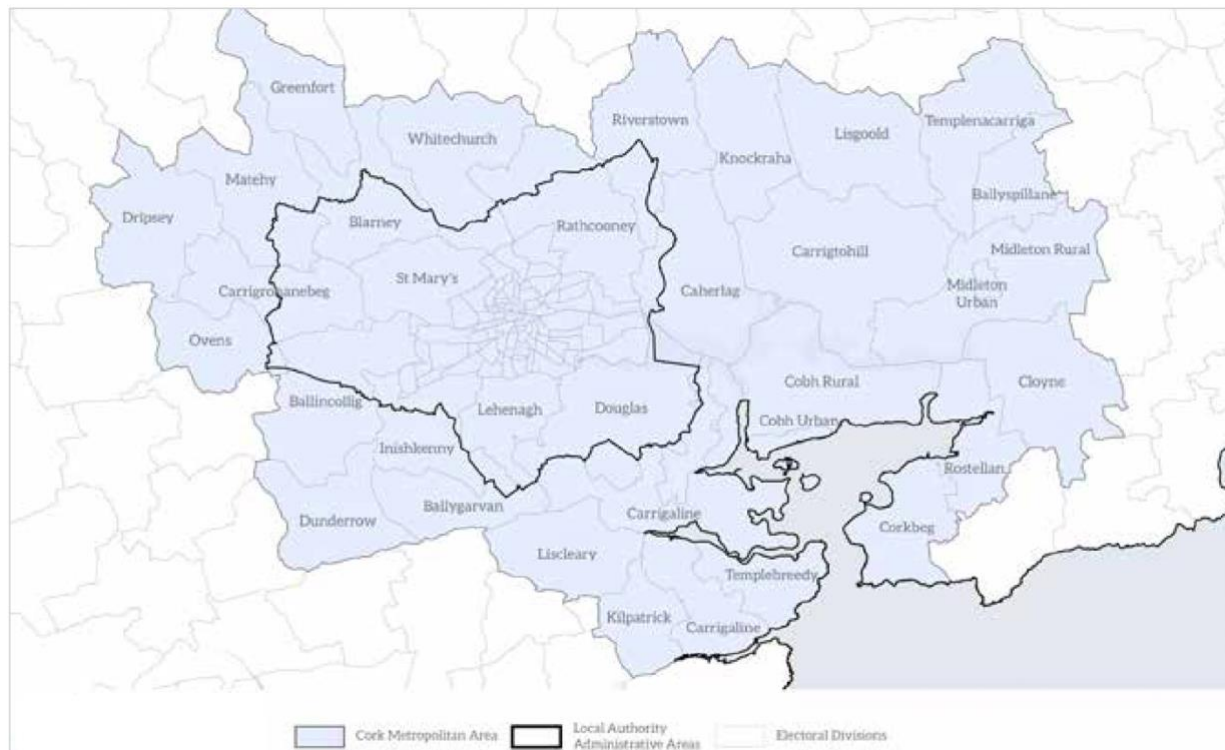 Greenfort
Whitechurch
Riverstown
Lisgoold
Templenacarriga
Knockraha
Matehy
Ballyspillane
Dripsey
Blarney
Rathcooney
Midleton Rural
Carrigtohill
St Mary's
Carrigrohanebeg
Caherlag
Midleton
Urban
Ovens
Cobh Rural
Cloyne
Ballincollig
Lehenagh
Douglas
Cobh Urban
Inishkenny
Rostellan
Ballygarvan
Carrigaline
Dunderrow
Corkbeg
Liscleary
Templebreedy
Kilpatrick
Carrigaline
Cork Metropolitan Area
Local Authority
Administrative Areas
Electoral Divisions